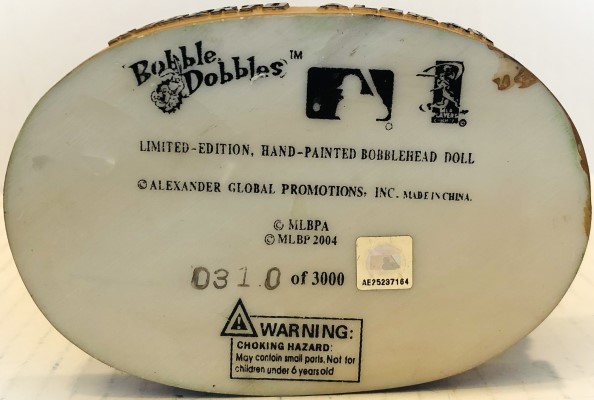 Bobble Dobbles™
LIMITED-EDITION, HAND-PAINTED BOBBLEHEAD DOLL
© ALEXANDER GLOBAL PROMOTIONS, INC. MADE IN CHINA.
© MLBPA
© MLBP 2004
0310 of 3000
AE25237164
WARNING:
CHOKING HAZARD:
May contain small parts. Not for
children under 6 years old